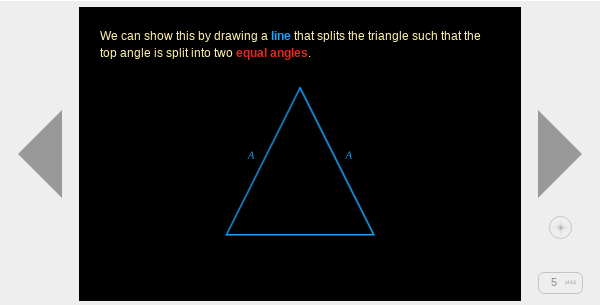 We can show this by drawing a line that splits the triangle such that the
top angle is split into two equal angles.
A A
5